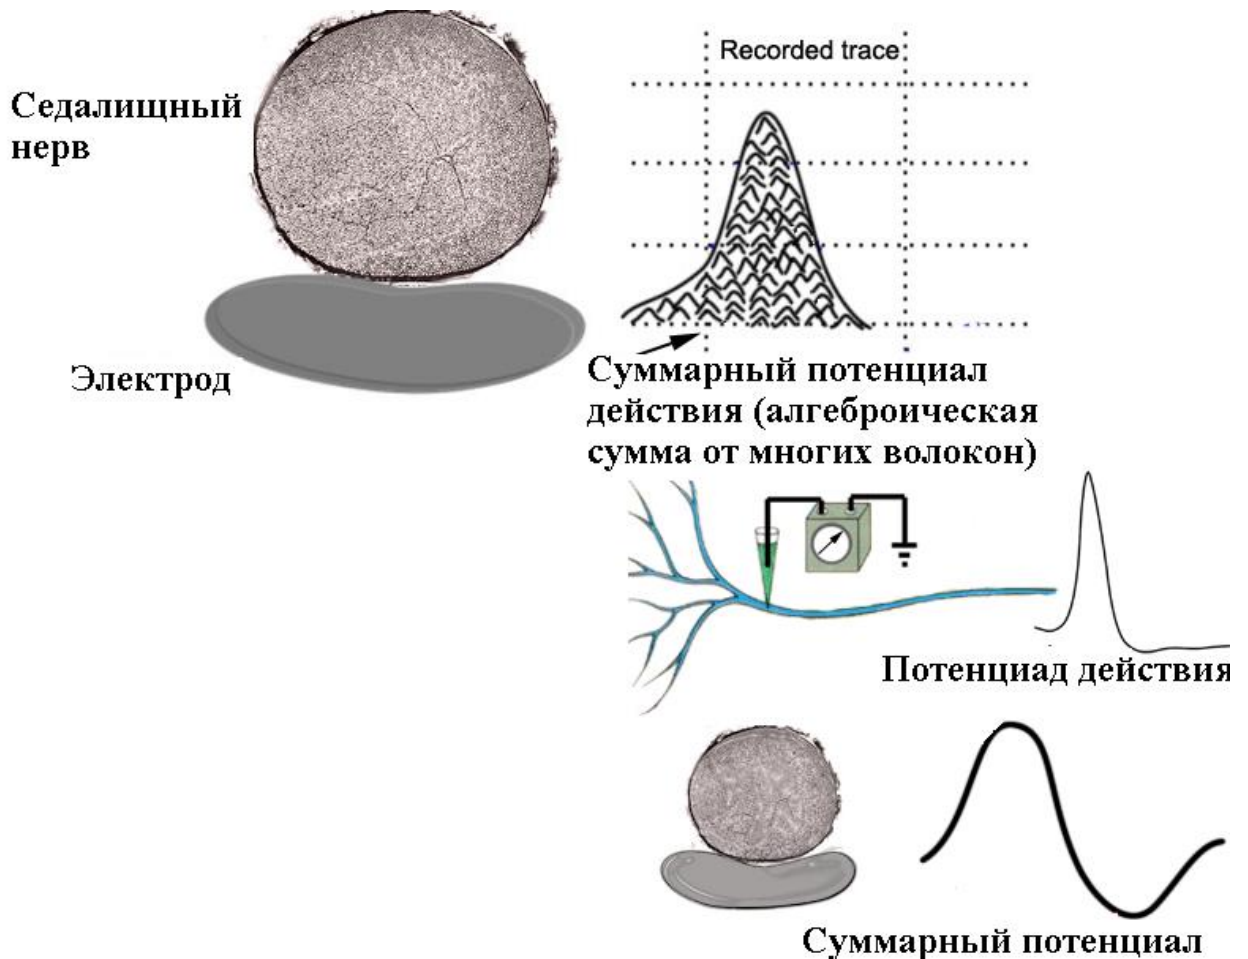 Седалищный
нерв
Recorded trace
Электрод
Суммарный потенциал
действия (алгеброическая
сумма от многих волокон)
Потенциад действия
Суммарный потенциал